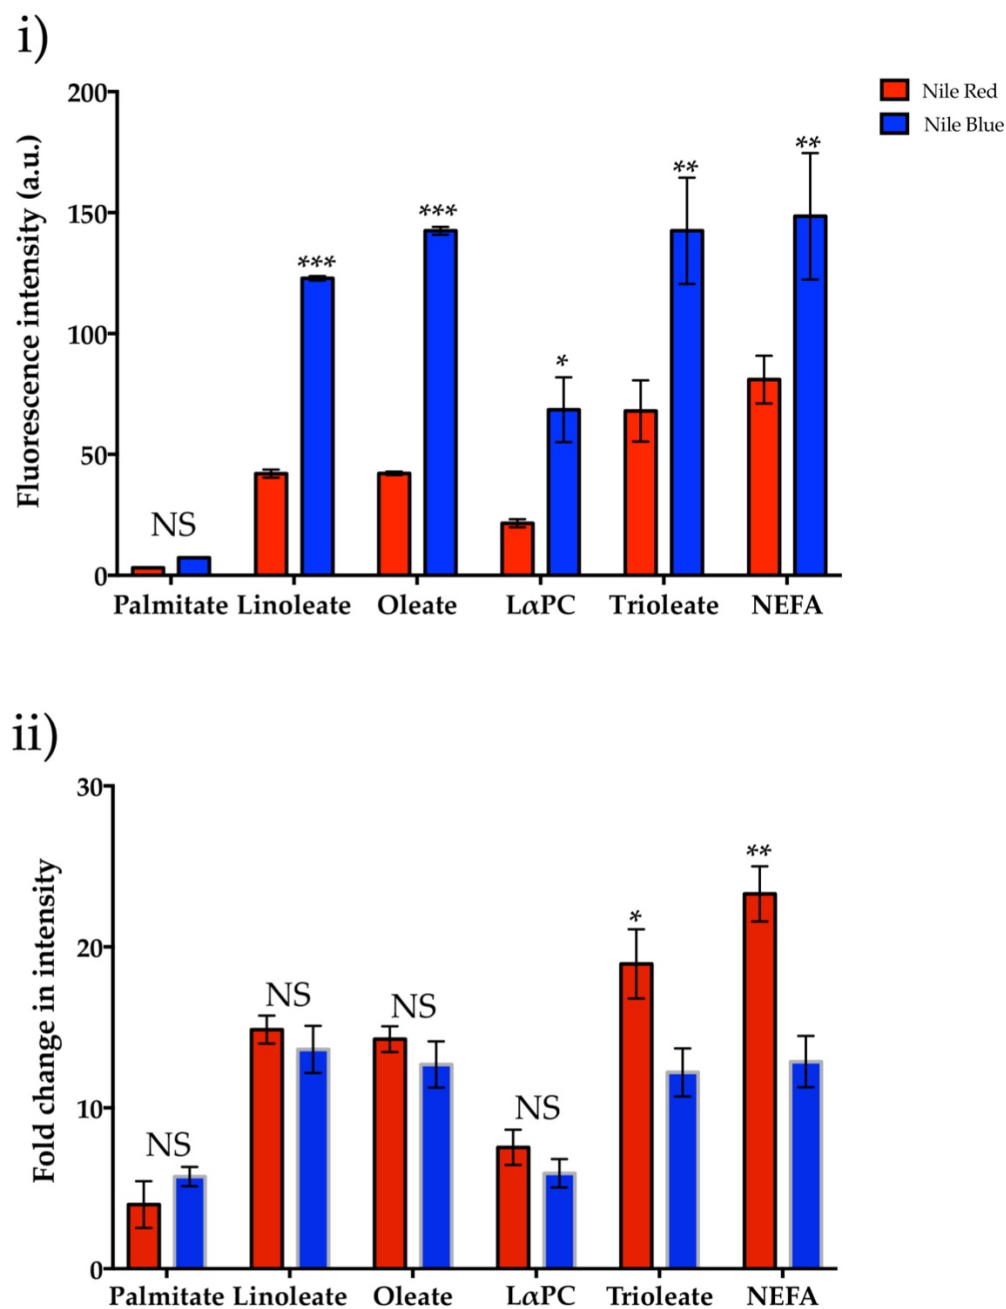 i)
Fluorescence intensity (a.u.)
200
150
100
50
0
Nile Red
Nile Blue
NS
***
***
*
**
**
Palmitate Linoleate Oleate LαPC Trioleate NEFA
ii)
Fold change in intensity
30
20
10
0
NS
NS
NS
NS
*
**
Palmitate Linoleate Oleate LαPC Trioleate NEFA